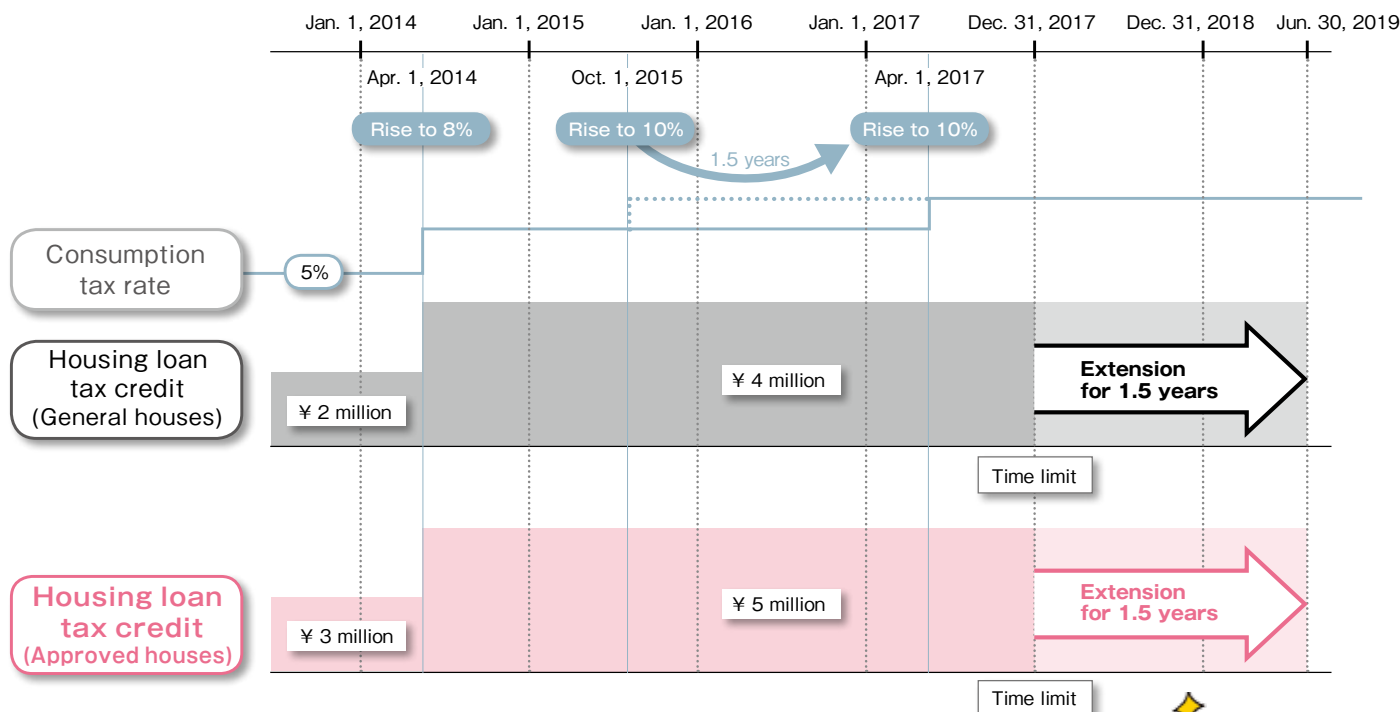 Jan. 1, 2014 Jan. 1, 2015 Jan. 1, 2016 Jan. 1, 2017 Dec. 31, 2017 Dec. 31, 2018 Jun. 30, 2019
Apr. 1, 2014 Oct. 1, 2015 Apr. 1, 2017
Rise to 8% Rise to 10% Rise to 10%
1.5 years
Consumption
tax rate
5%
Housing loan
tax credit
(General houses)
¥ 2 million
¥ 4 million
Extension
for 1.5 years
Time limit
Housing loan
tax credit
(Approved houses)
¥ 3 million
¥ 5 million
Extension
for 1.5 years
Time limit